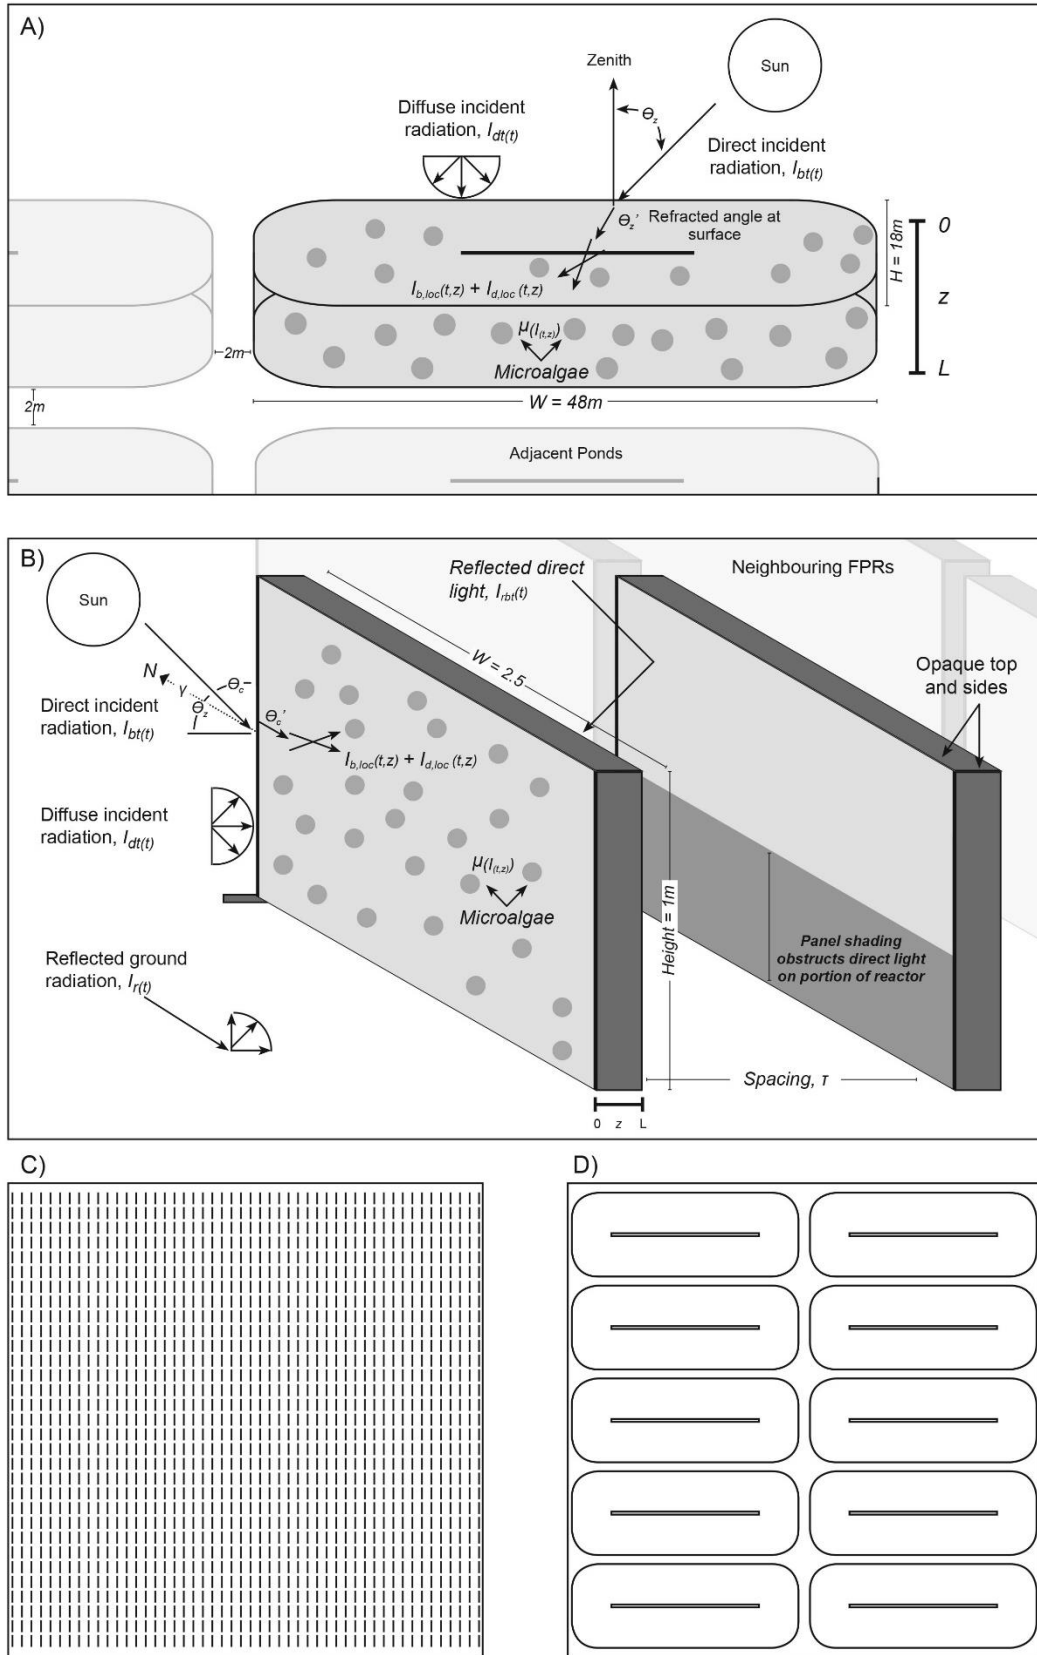 A)
Sun
Zenith
Θz
Diffuse incident
radiation, Idt(t)
Direct incident
radiation, Ibt(t)
Θz'
Refracted angle at
surface
0
H = 18m
z
Ib,loc(t,z) + Id,loc (t,z)
μ(I(t,z))
2m
Microalgae
L
W = 48m
2m
Adjacent Ponds
B)
Sun
Reflected direct
light, Irbt(t)
Neighbouring FPRs
W = 2.5
Opaque top
and sides
N
γ
Θc
Θz
Direct incident
radiation, Ibt(t)
Θc'
Ib,loc(t,z) + Id,loc (t,z)
Diffuse incident
radiation, Idt(t)
μ(I(t,z))
Microalgae
Height = 1m
Panel shading
obstructs direct light
on portion of reactor
Reflected ground
radiation, Ir(t)
Spacing, τ
0 z L
C)
D)